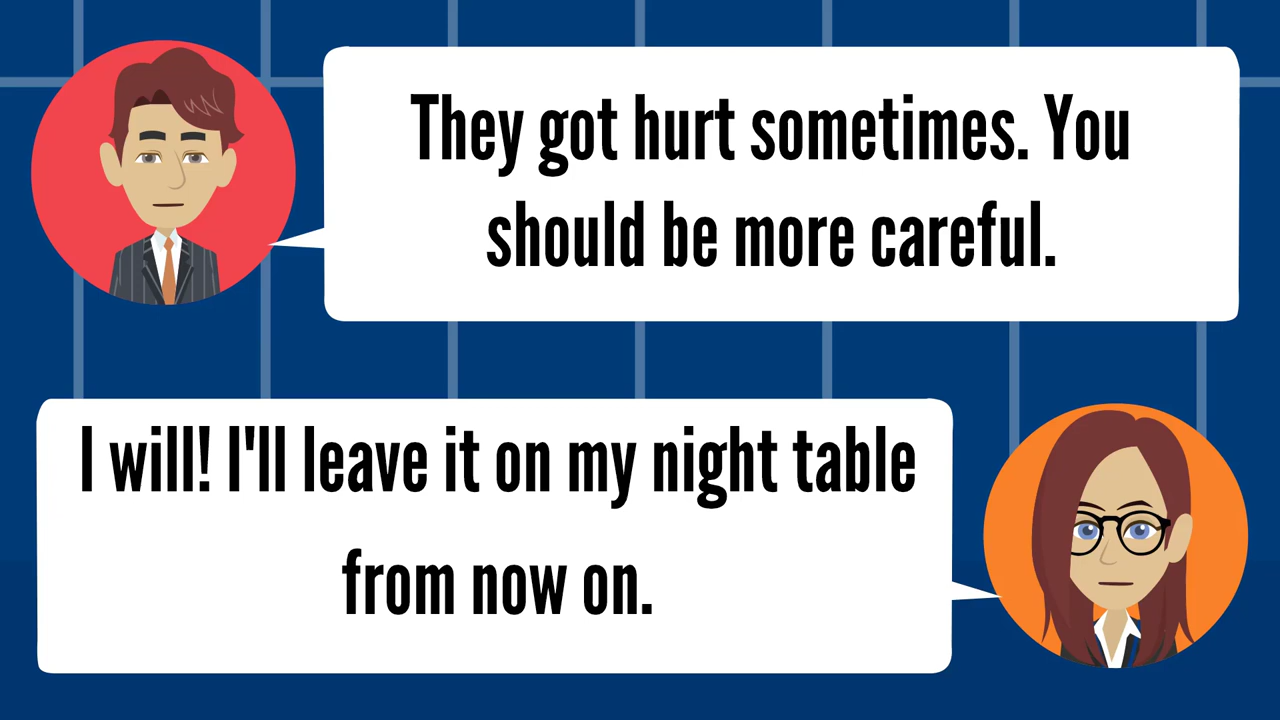 They got hurt sometimes. You
should be more careful.
I will! I'll leave it on my night table
from now on.